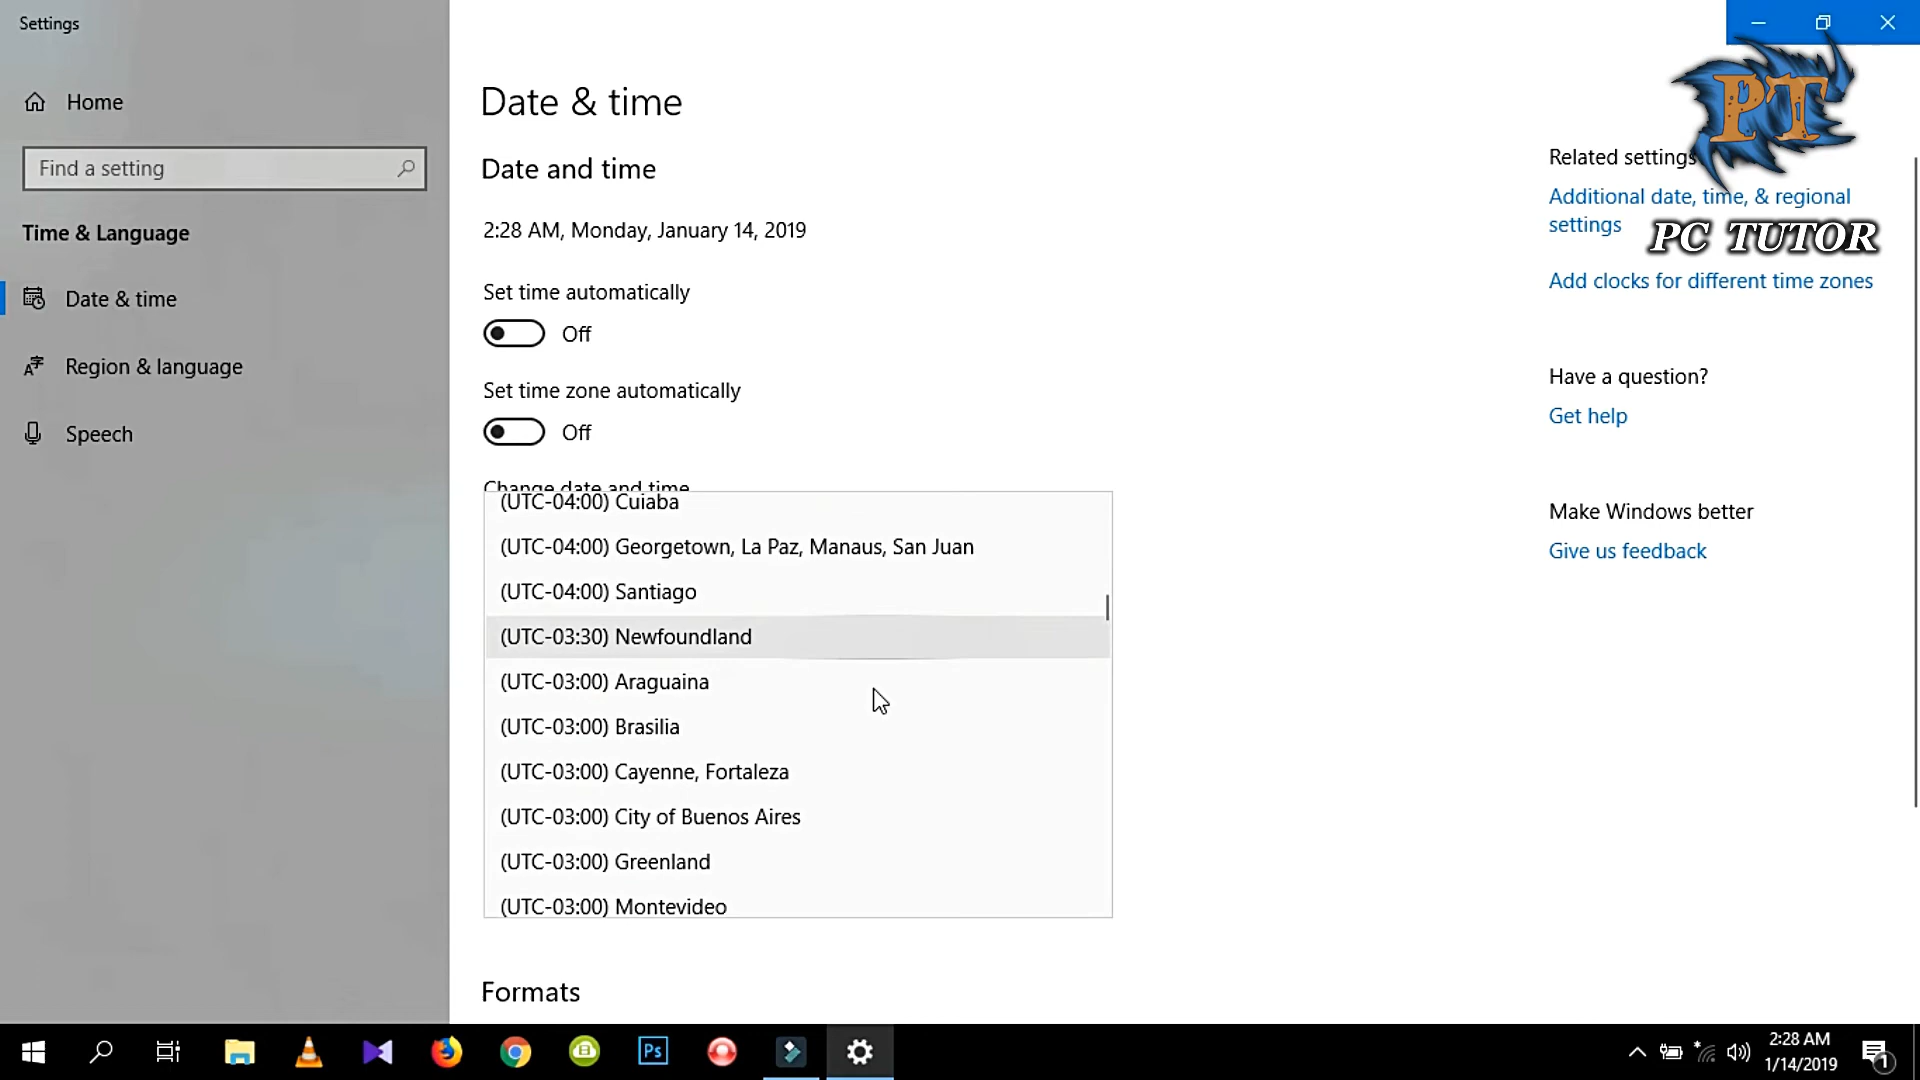 Settings
Home
Find a setting
Time & Language
Date & time
Region & language
Speech
Date & time
Date and time
2:28 AM, Monday, January 14, 2019
Set time automatically
Off
Set time zone automatically
Off
Change date and time
(UTC-04:00) Cuiaba
(UTC-04:00) Georgetown, La Paz, Manaus, San Juan
(UTC-04:00) Santiago
(UTC-03:30) Newfoundland
(UTC-03:00) Araguaina
(UTC-03:00) Brasilia
(UTC-03:00) Cayenne, Fortaleza
(UTC-03:00) City of Buenos Aires
(UTC-03:00) Greenland
(UTC-03:00) Montevideo
Formats
PT
PC TUTOR
Related settings
Additional date, time, & regional
settings
Add clocks for different time zones
Have a question?
Get help
Make Windows better
Give us feedback
Ps
2:28 AM
1/14/2019
1